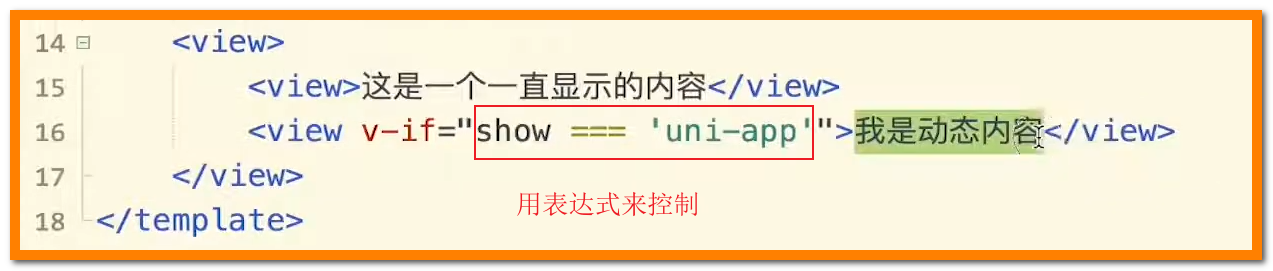 14 <view>
15 <view>这是一个一直显示的内容</view>
16 <view v-if="show === 'uni-app'">我是动态内容</view>
17 </view>
用表达式来控制
18 </template>